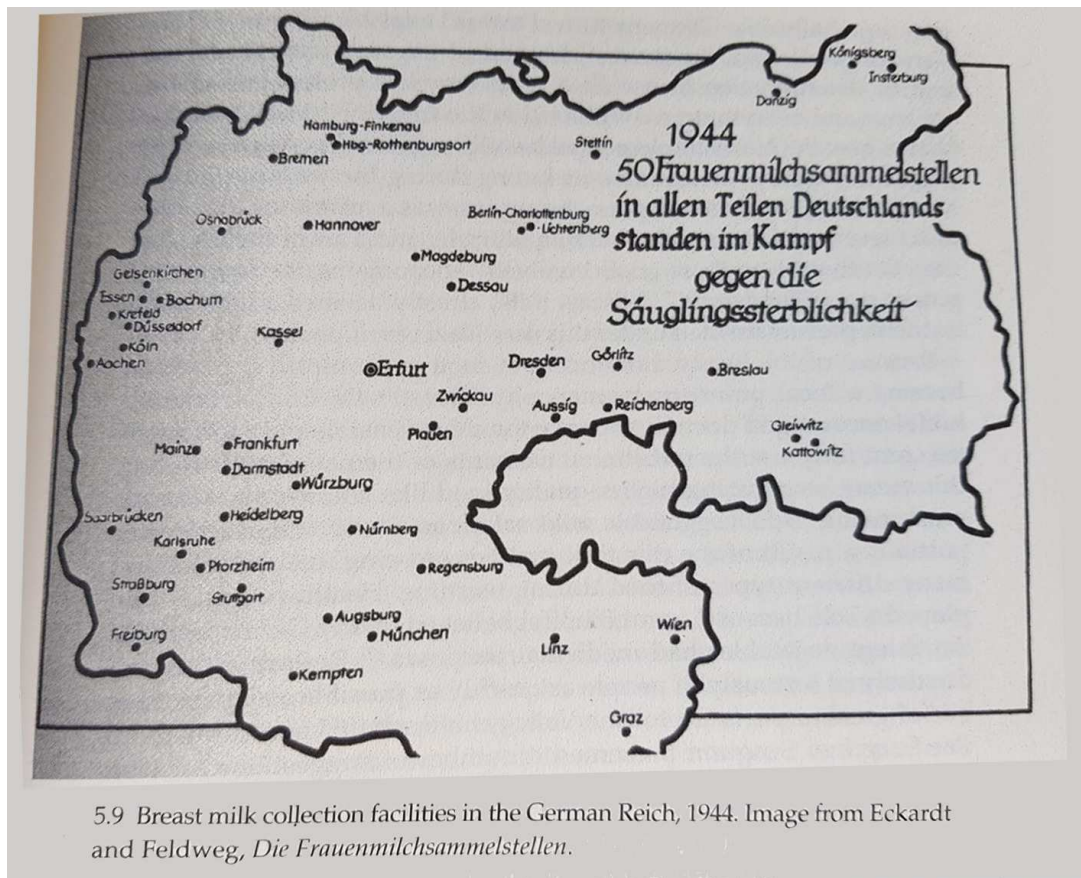 Königsberg
Insterburg
Danzig
Hamburg-Finkenau
Hbg-Rothenburgsort
Bremen
Stettin
1944
50 Frauenmilchsammelstellen
in allen Teilen Deutschlands
standen im Kampf
gegen die
Säuglingssterblichkeit
Osnabrück
Hannover
Berlin-Charlottenburg
-Lichtenberg
Magdeburg
Dessau
Gelsenkirchen
Essen
Bochum
Krefeld
Düsseldorf
Köln
Aachen
Kassel
Erfurt
Dresden
Görlitz
Breslau
Zwickau
Aussig
Reichenberg
Plauen
Gleiwitz
Kattowitz
Mainz
Frankfurt
Darmstadt
Würzburg
Saarbrücken
Heidelberg
Nürnberg
Karlsruhe
Pforzheim
Regensburg
Straßburg
Stuttgart
Augsburg
München
Freiburg
Linz
Wien
Kempten
Graz
5.9 Breast milk collection facilities in the German Reich, 1944. Image from Eckardt
and Feldweg, Die Frauenmilchsammelstellen.